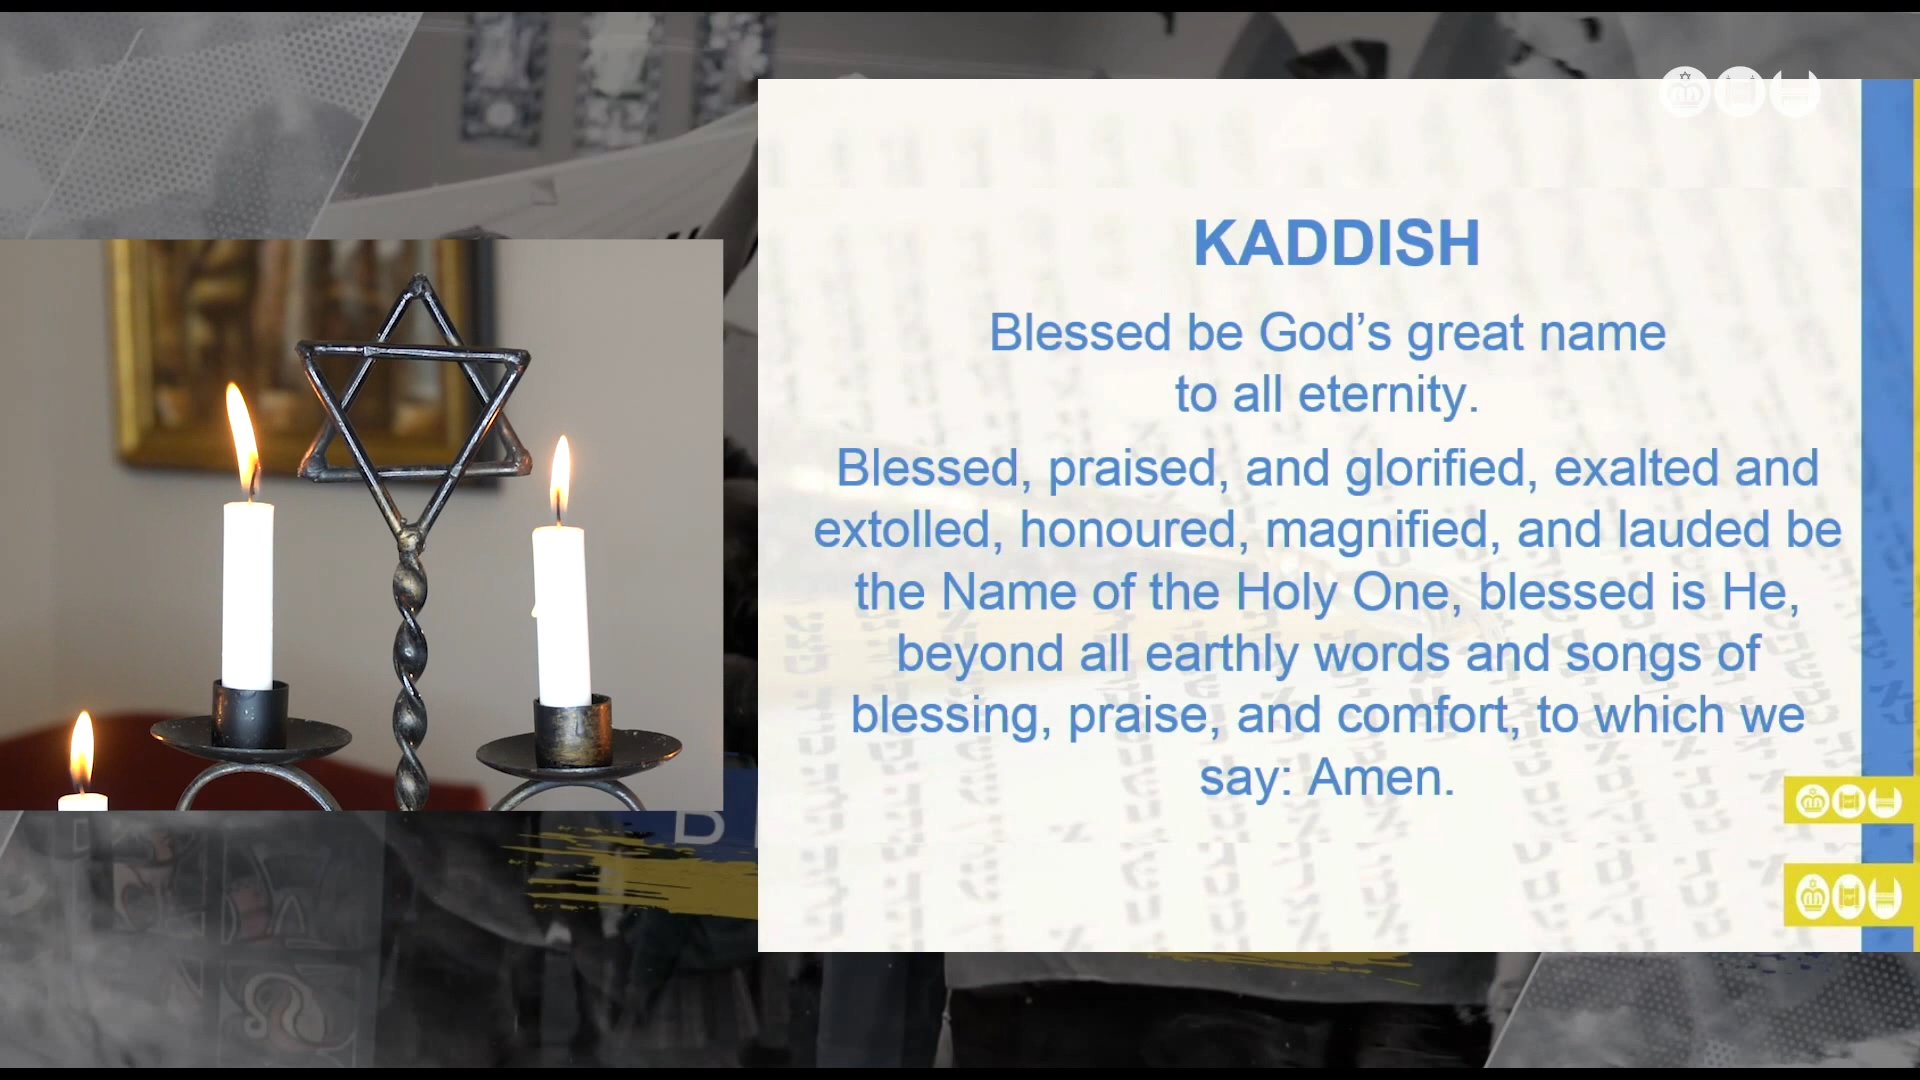 KADDISH
Blessed be God’s great name
to all eternity.
Blessed, praised, and glorified, exalted and
extolled, honoured, magnified, and lauded be
the Name of the Holy One, blessed is He,
beyond all earthly words and songs of
blessing, praise, and comfort, to which we
say: Amen.